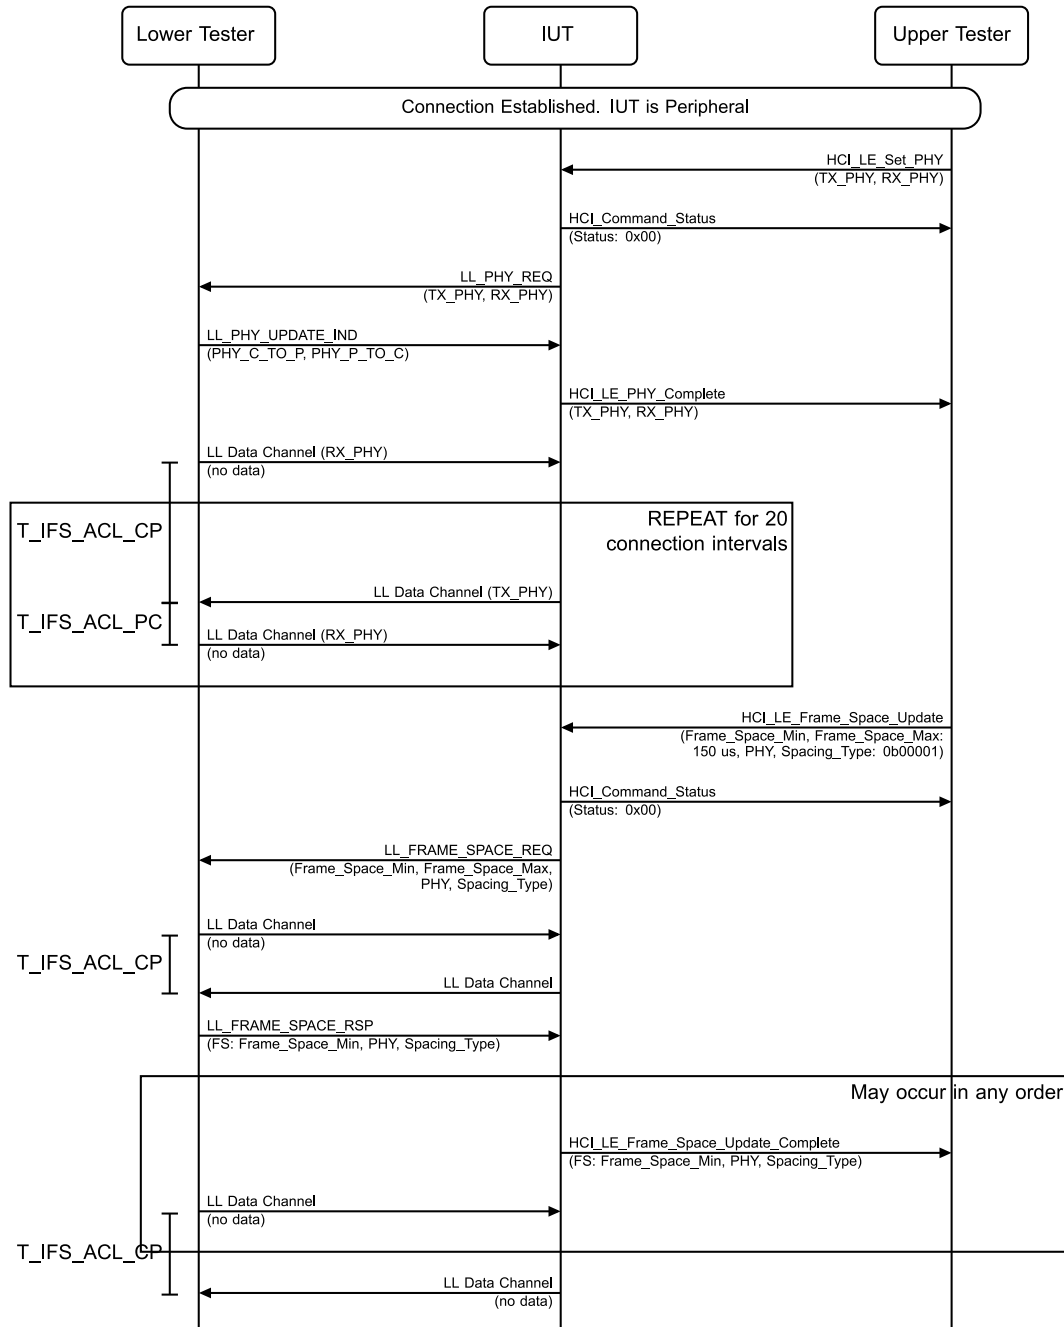 Lower Tester
IUT
Upper Tester
Connection Established. IUT is Peripheral
HCI_LE_Set_PHY
(TX_PHY, RX_PHY)
HCI_Command_Status
(Status: 0x00)
LL_PHY_REQ
(TX_PHY, RX_PHY)
LL_PHY_UPDATE_IND
(PHY_C_TO_P, PHY_P_TO_C)
HCI_LE_PHY_Complete
(TX_PHY, RX_PHY)
LL Data Channel (RX_PHY)
(no data)
REPEAT for 20
connection intervals
T_IFS_ACL_CP
LL Data Channel (TX_PHY)
T_IFS_ACL_PC
LL Data Channel (RX_PHY)
(no data)
HCI_LE_Frame_Space_Update
(Frame_Space_Min, Frame_Space_Max:
150 us, PHY, Spacing_Type: 0b00001)
HCI_Command_Status
(Status: 0x00)
LL_FRAME_SPACE_REQ
(Frame_Space_Min, Frame_Space_Max,
PHY, Spacing_Type)
LL Data Channel
(no data)
T_IFS_ACL_CP
LL Data Channel
LL_FRAME_SPACE_RSP
(FS: Frame_Space_Min, PHY, Spacing_Type)
May occur in any order
HCI_LE_Frame_Space_Update_Complete
(FS: Frame_Space_Min, PHY, Spacing_Type)
LL Data Channel
(no data)
T_IFS_ACL_CP
LL Data Channel
(no data)